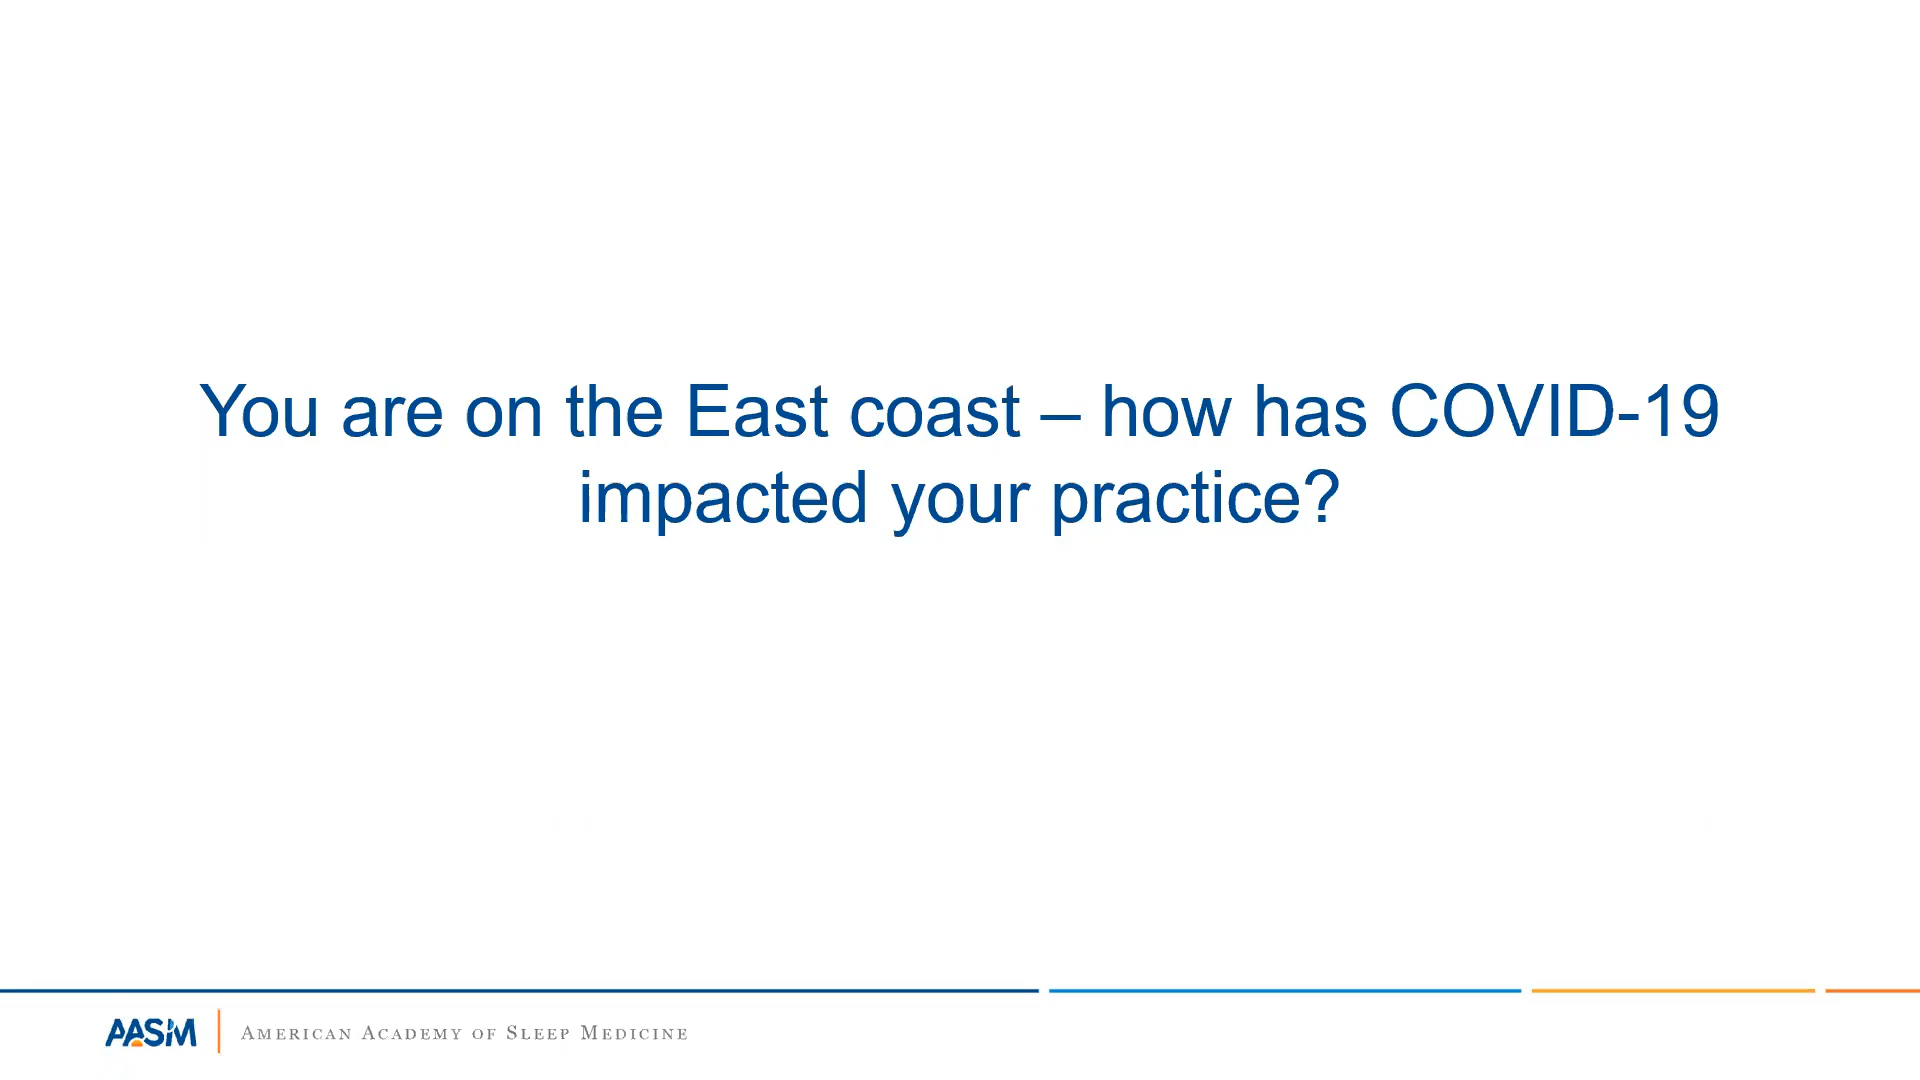 You are on the East coast – how has COVID-19
impacted your practice?
AASM
AMERICAN ACADEMY OF SLEEP MEDICINE